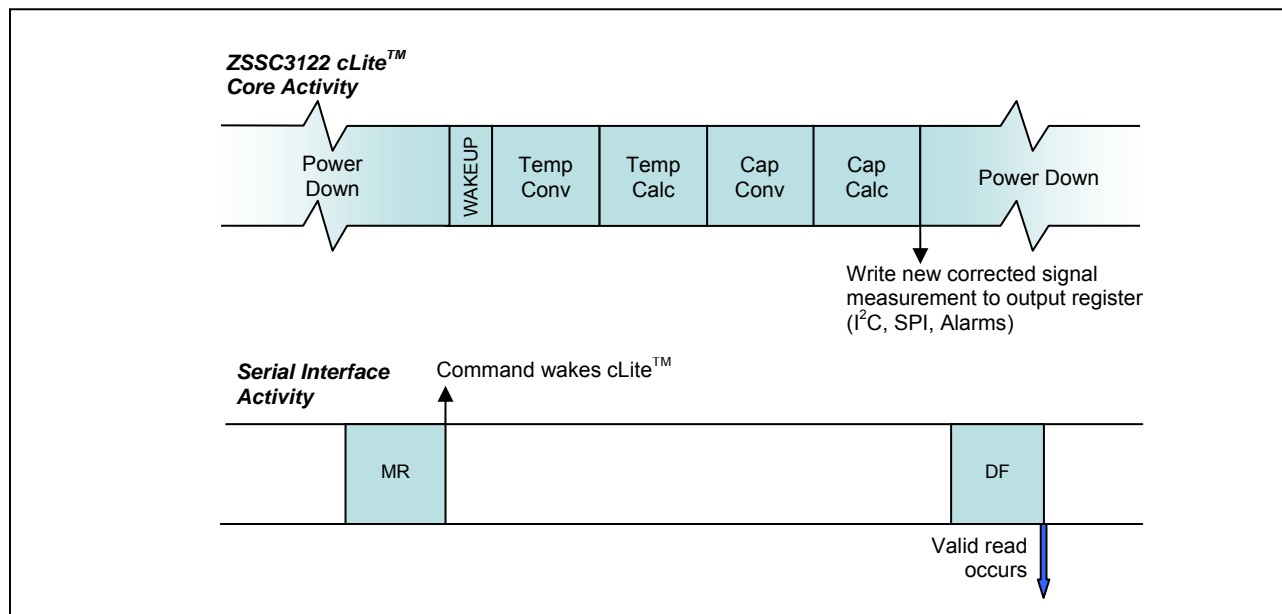 ZSSC3122 cLite™
Core Activity
Power
Down
WAKEUP
Temp
Conv
Temp
Calc
Cap
Conv
Cap
Calc
Power Down
Write new corrected signal
measurement to output register
(I²C, SPI, Alarms)
Serial Interface
Activity
Command wakes cLite™
MR
DF
Valid read
occurs